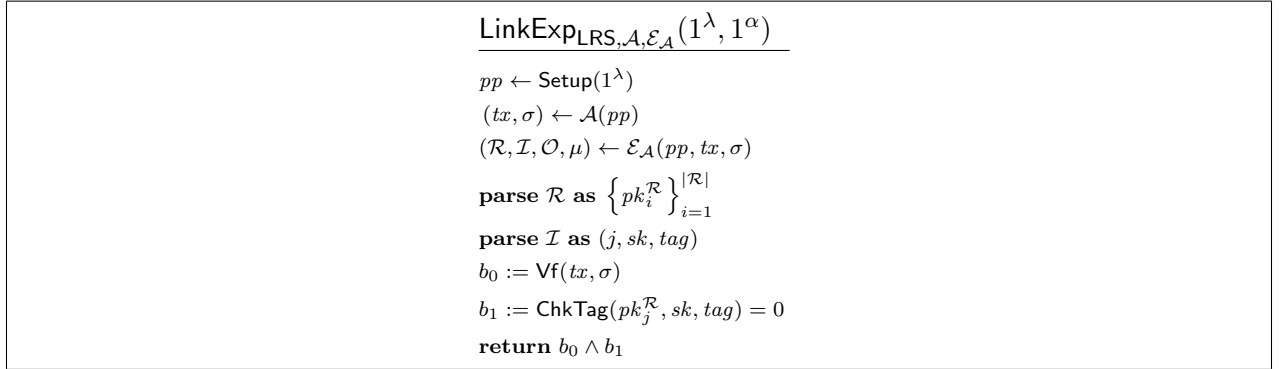 LinkExp_{LRS,𝒜,ℰ_𝒜}(1^λ, 1^α)
pp ← Setup(1^λ)
(tx, σ) ← 𝒜(pp)
(ℛ, ℐ, 𝒪, μ) ← ℰ_𝒜(pp, tx, σ)
parse ℛ as {pk_i^ℛ}_{i=1}^{|ℛ|}
parse ℐ as (j, sk, tag)
b_0 := Vf(tx, σ)
b_1 := ChkTag(pk_j^ℛ, sk, tag) = 0
return b_0 ∧ b_1